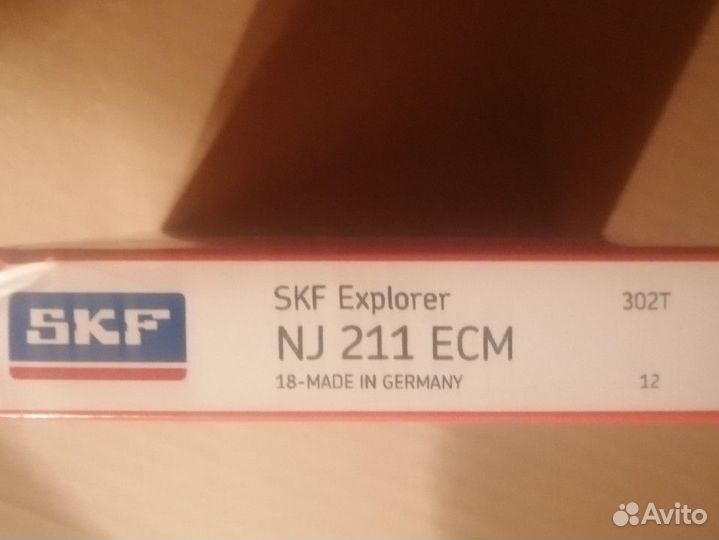 SKF
SKF Explorer
302T
NJ 211 ECM
18-MADE IN GERMANY
12
Avito